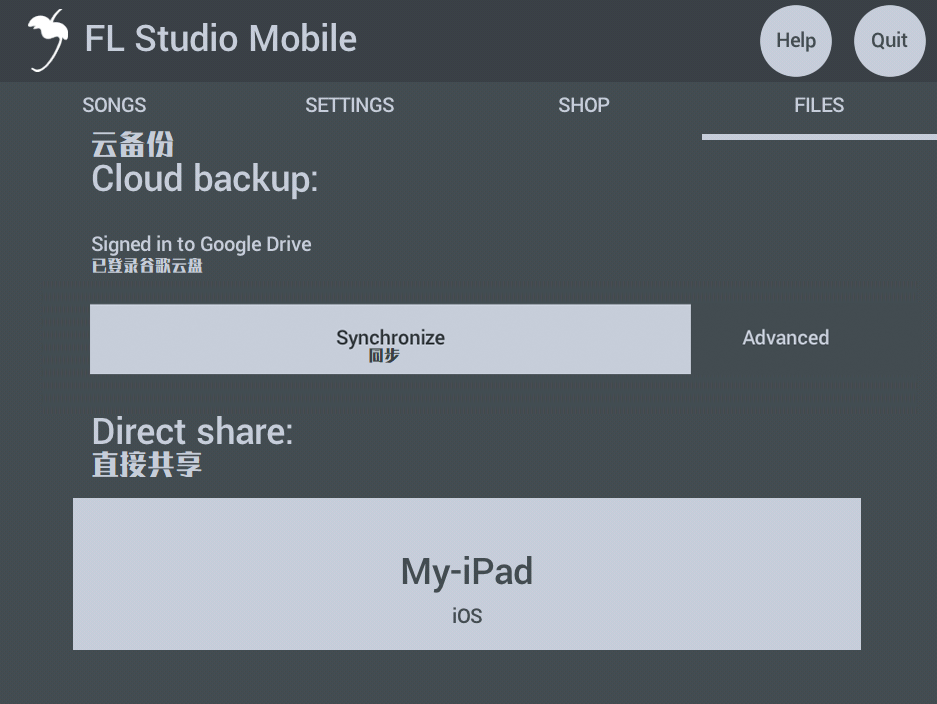 FL Studio Mobile
Help
Quit
SONGS
SETTINGS
SHOP
FILES
云备份
Cloud backup:
Signed in to Google Drive
已登录谷歌云盘
Synchronize
同步
Advanced
Direct share:
直接共享
My-iPad
iOS